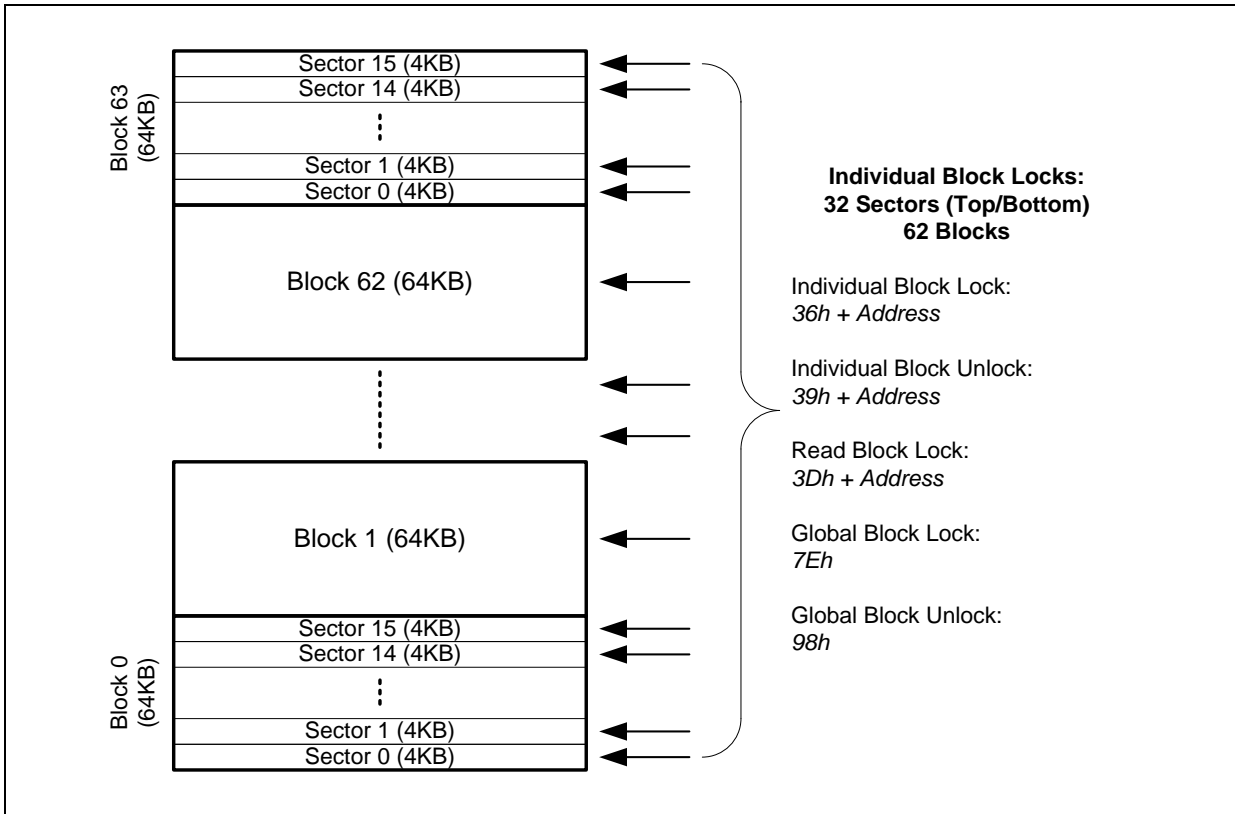 Block 63
(64KB)
Sector 15 (4KB)
Sector 14 (4KB)
Sector 1 (4KB)
Sector 0 (4KB)
Block 62 (64KB)
Block 1 (64KB)
Block 0
(64KB)
Sector 15 (4KB)
Sector 14 (4KB)
Sector 1 (4KB)
Sector 0 (4KB)
Individual Block Locks:
32 Sectors (Top/Bottom)
62 Blocks
Individual Block Lock:
36h + Address
Individual Block Unlock:
39h + Address
Read Block Lock:
3Dh + Address
Global Block Lock:
7Eh
Global Block Unlock:
98h